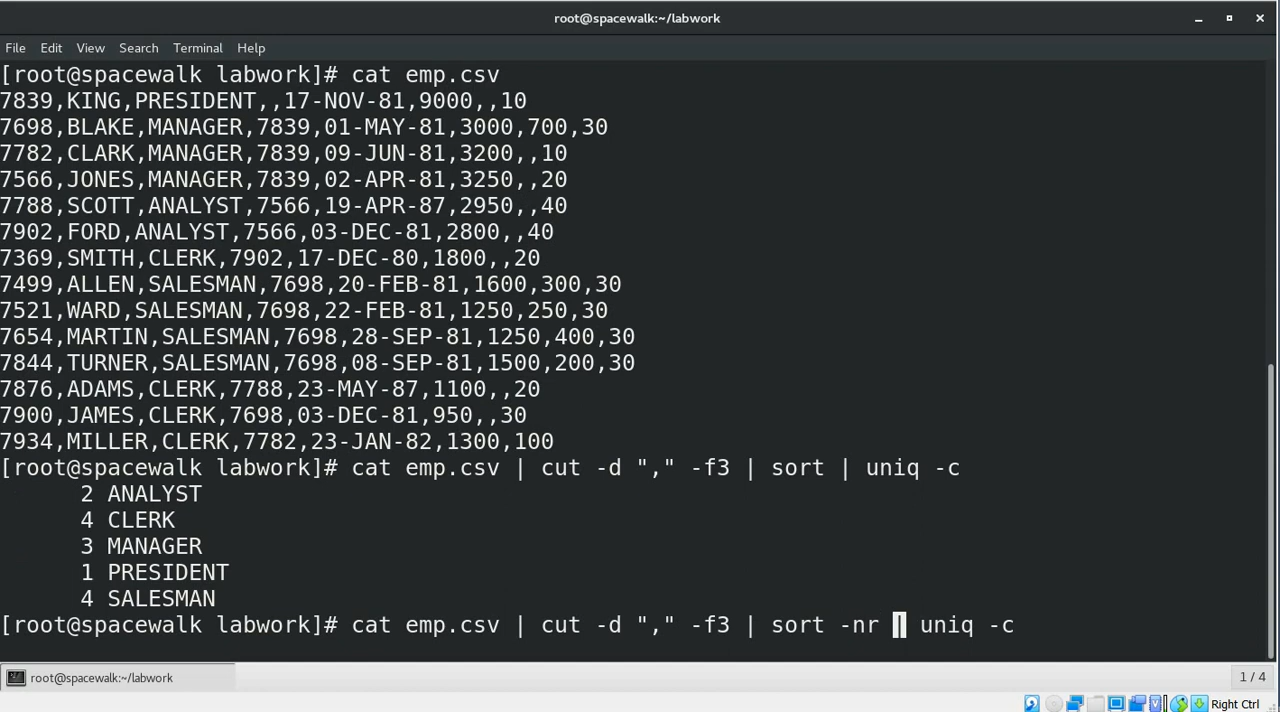 root@spacewalk:~/labwork
File Edit View Search Terminal Help
[root@spacewalk labwork]# cat emp.csv
7839,KING,PRESIDENT,,17-NOV-81,9000,,10
7698,BLAKE,MANAGER,7839,01-MAY-81,3000,700,30
7782,CLARK,MANAGER,7839,09-JUN-81,3200,,10
7566,JONES,MANAGER,7839,02-APR-81,3250,,20
7788,SCOTT,ANALYST,7566,19-APR-87,2950,,40
7902,FORD,ANALYST,7566,03-DEC-81,2800,,40
7369,SMITH,CLERK,7902,17-DEC-80,1800,,20
7499,ALLEN,SALESMAN,7698,20-FEB-81,1600,300,30
7521,WARD,SALESMAN,7698,22-FEB-81,1250,250,30
7654,MARTIN,SALESMAN,7698,28-SEP-81,1250,400,30
7844,TURNER,SALESMAN,7698,08-SEP-81,1500,200,30
7876,ADAMS,CLERK,7788,23-MAY-87,1100,,20
7900,JAMES,CLERK,7698,03-DEC-81,950,,30
7934,MILLER,CLERK,7782,23-JAN-82,1300,100
[root@spacewalk labwork]# cat emp.csv | cut -d "," -f3 | sort | uniq -c
2 ANALYST
4 CLERK
3 MANAGER
1 PRESIDENT
4 SALESMAN
[root@spacewalk labwork]# cat emp.csv | cut -d "," -f3 | sort -nr | uniq -c
root@spacewalk:~/labwork
1 / 4
Right Ctrl